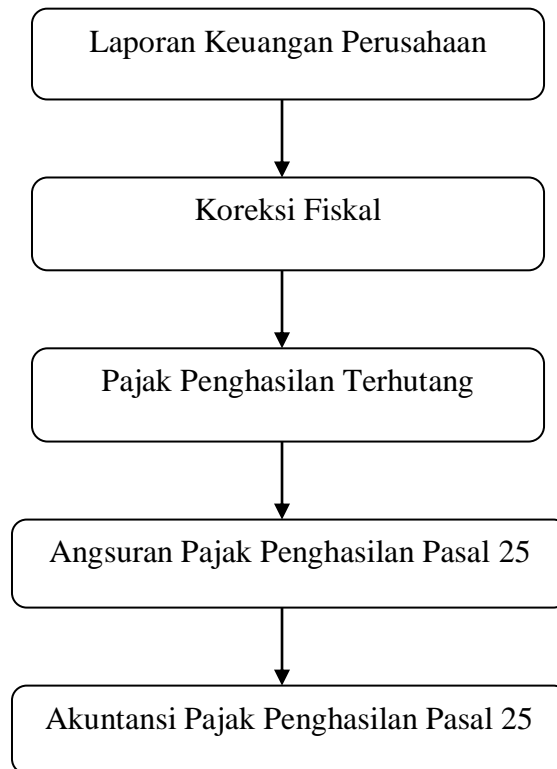 Laporan Keuangan Perusahaan
Koreksi Fiskal
Pajak Penghasilan Terhutang
Angsuran Pajak Penghasilan Pasal 25
Akuntansi Pajak Penghasilan Pasal 25